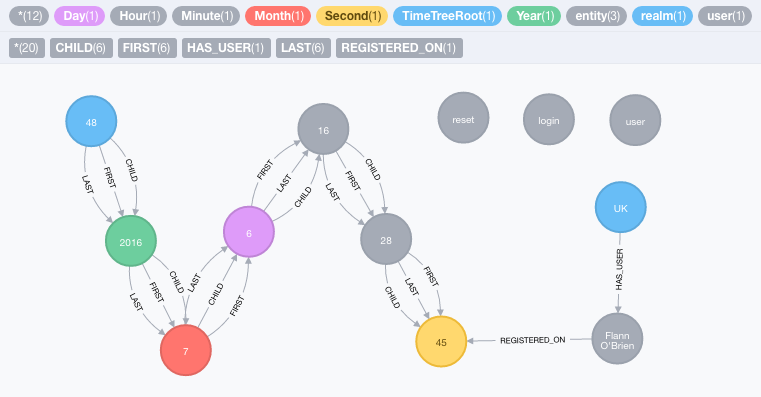 *(12) Day(1) Hour(1) Minute(1) Month(1) Second(1) TimeTreeRoot(1) Year(1) entity(3) realm(1) user(1)
*(20) CHILD(6) FIRST(6) HAS_USER(1) LAST(6) REGISTERED_ON(1)
48
16
reset
login
user
CHILD
FIRST
LAST
FIRST
LAST
CHILD
CHILD
FIRST
LAST
UK
2016
6
28
HAS_USER
CHILD
LAST
FIRST
LAST
CHILD
FIRST
FIRST
LAST
CHILD
7
45
REGISTERED_ON
Flann
O'Brien